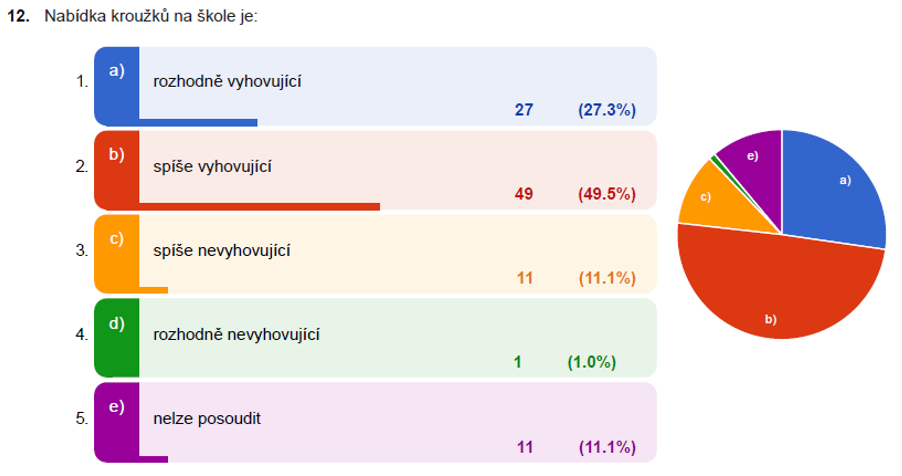 12. Nabídka kroužků na škole je:
1. a) rozhodně vyhovující
27 (27.3%)
2. b) spíše vyhovující
49 (49.5%)
3. c) spíše nevyhovující
11 (11.1%)
4. d) rozhodně nevyhovující
1 (1.0%)
5. e) nelze posoudit
11 (11.1%)
e) a)
c)
b)